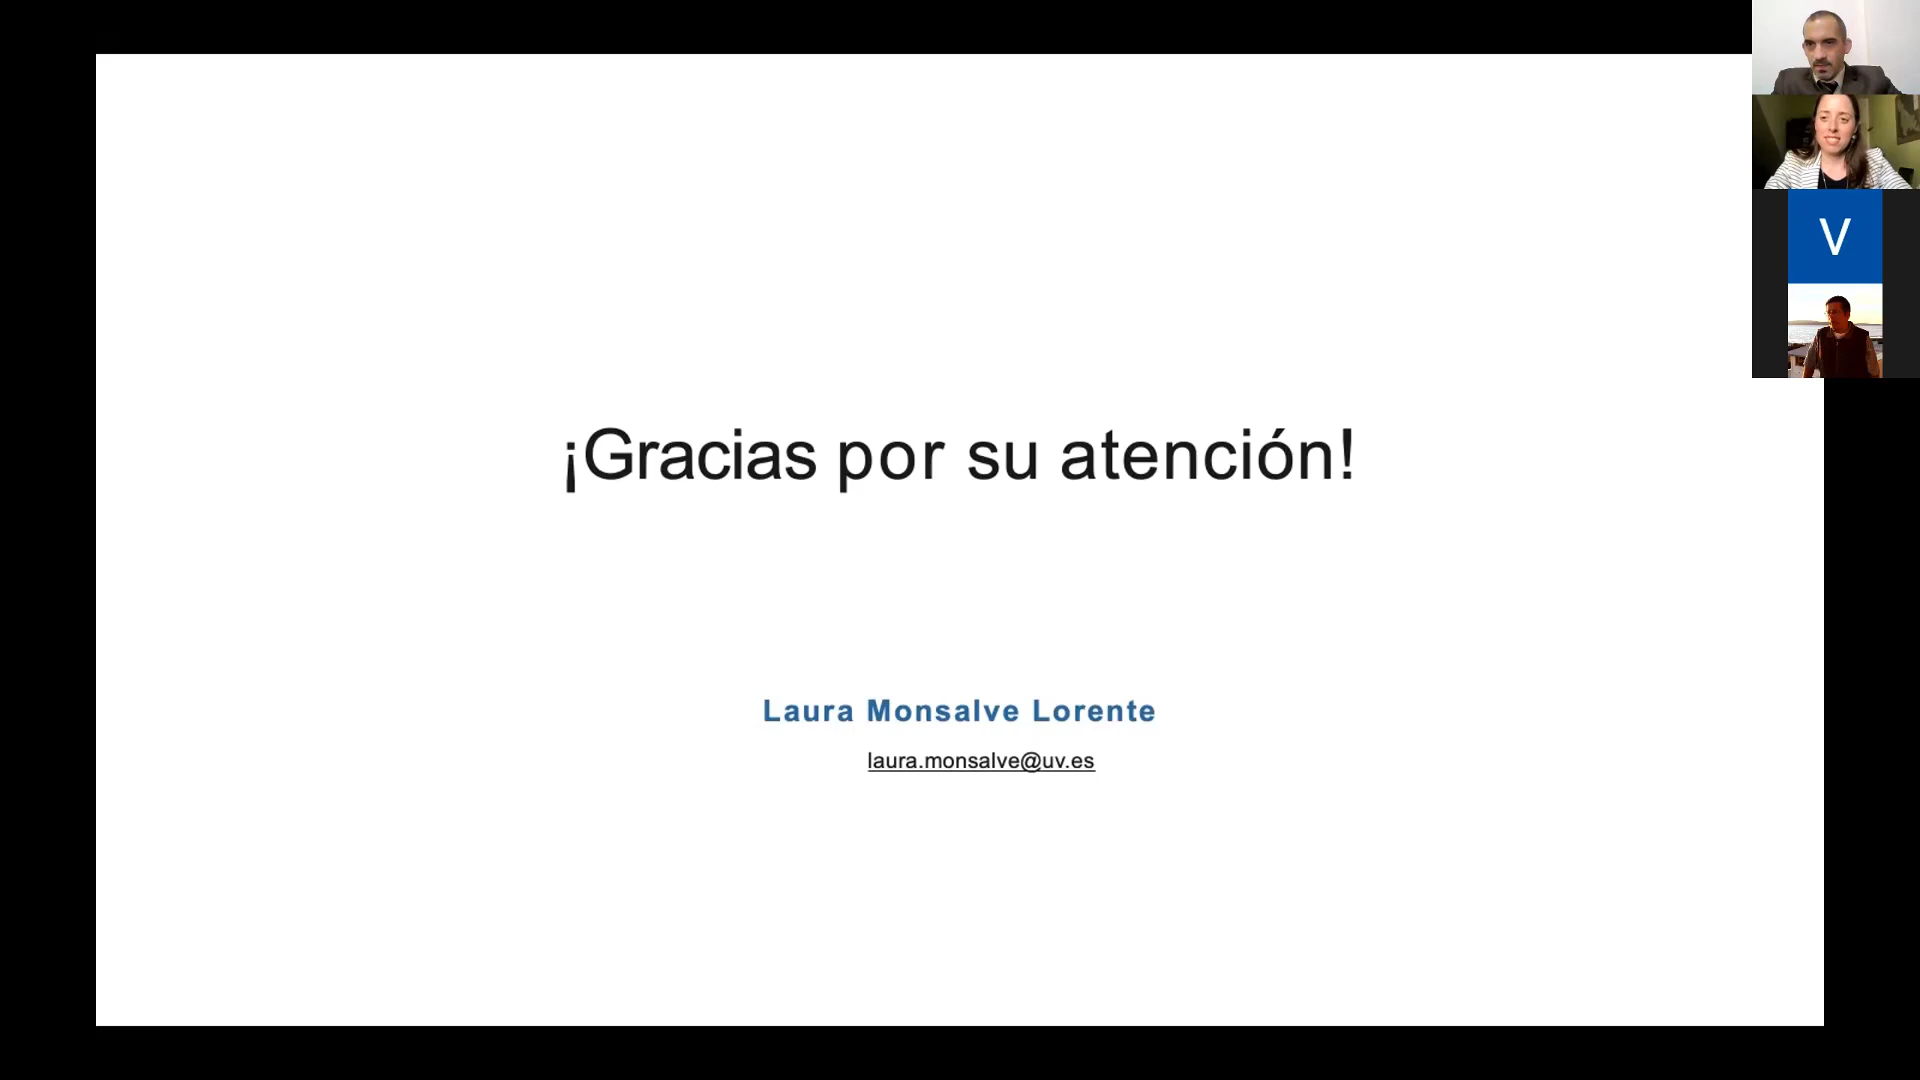 ¡Gracias por su atención!
Laura Monsalve Lorente
laura.monsalve@uv.es
V